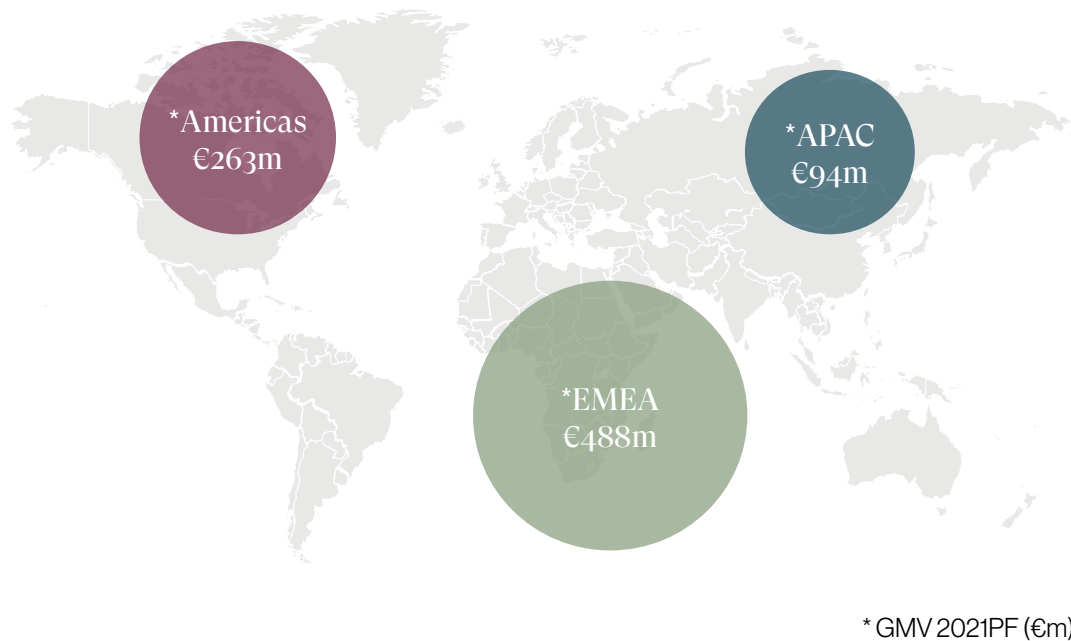 *Americas
€263m
*APAC
€94m
*EMEA
€488m
* GMV 2021PF (€m)